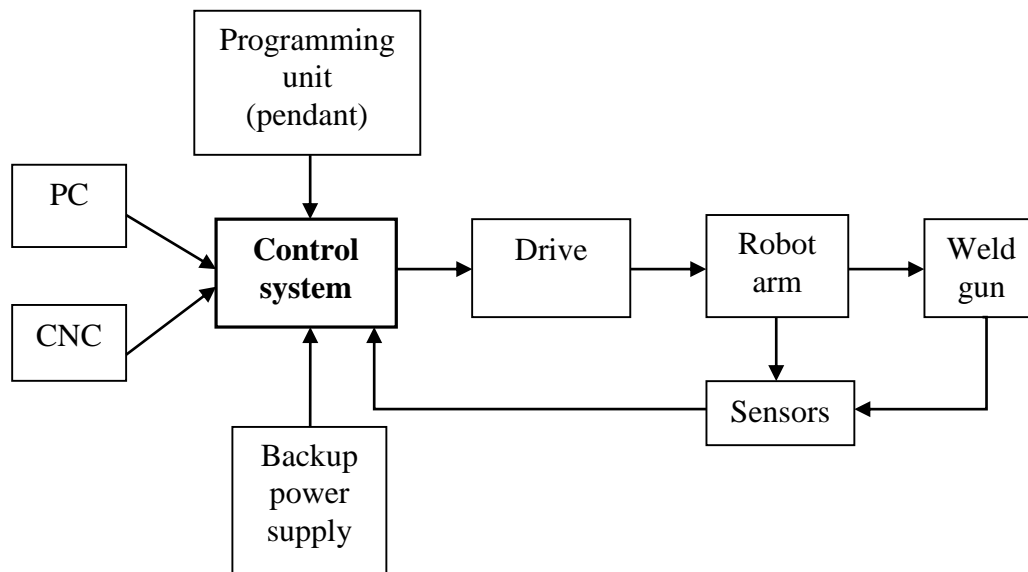 Programming
unit
(pendant)
PC
Control
system
Drive
Robot
arm
Weld
gun
CNC
Sensors
Backup
power
supply